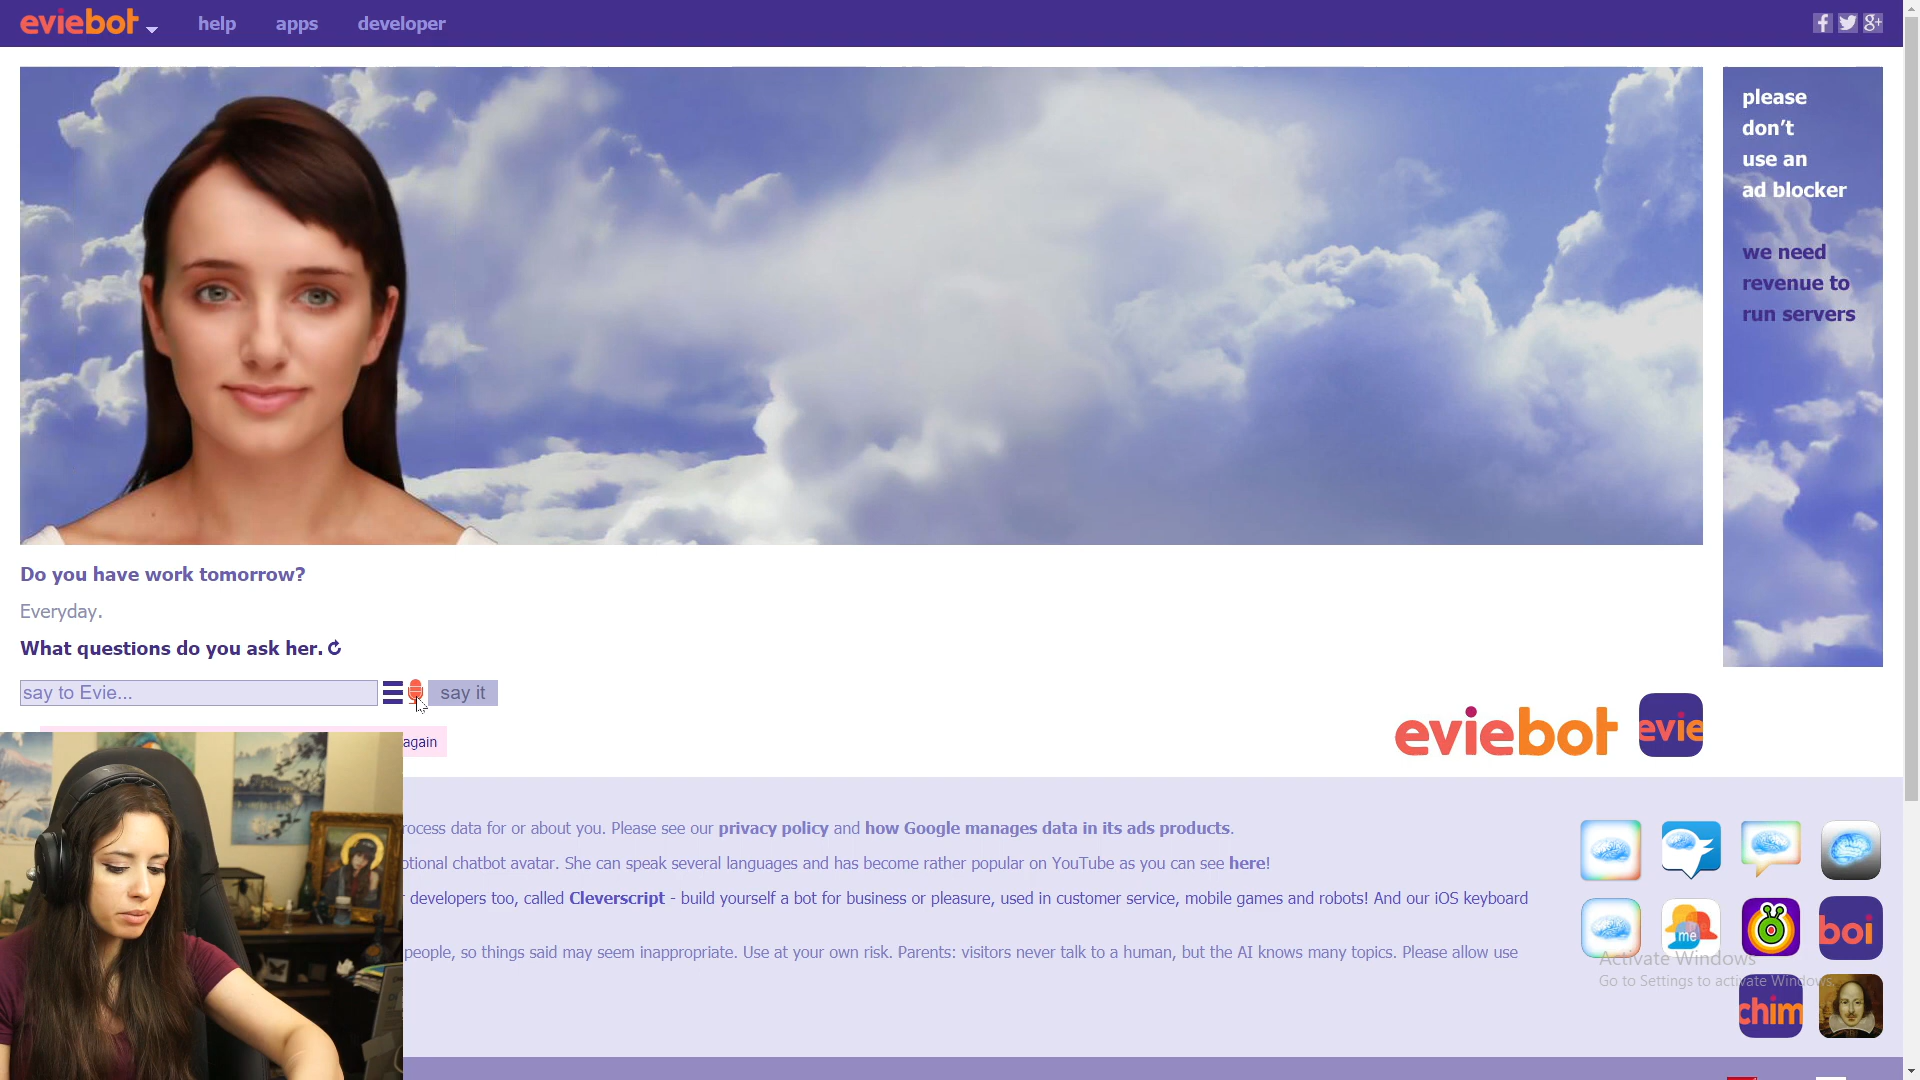 eviebot
help
apps
developer
please
don't
use an
ad blocker
we need
revenue to
run servers
Do you have work tomorrow?
Everyday.
What questions do you ask her.
say to Evie...
say it
again
eviebot
evie
rocess data for or about you. Please see our privacy policy and how Google manages data in its ads products.
otional chatbot avatar. She can speak several languages and has become rather popular on YouTube as you can see here!
r developers too, called Cleverscript - build yourself a bot for business or pleasure, used in customer service, mobile games and robots! And our iOS keyboard
people, so things said may seem inappropriate. Use at your own risk. Parents: visitors never talk to a human, but the AI knows many topics. Please allow use
me
boi
Activate Windows
Go to Settings to activate Windows.
chim